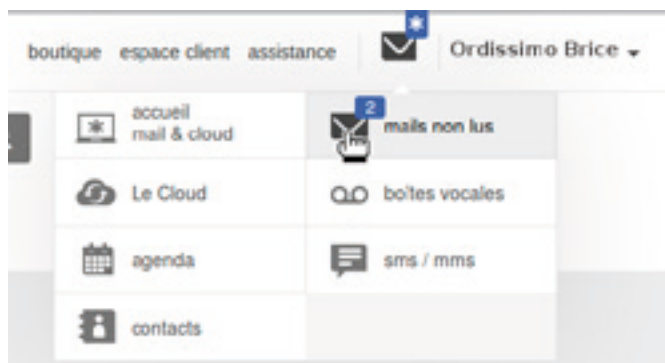 boutique espace client assistance Ordissimo Brice
accueil
mail & cloud
2
mails non lus
Le Cloud
boîtes vocales
agenda
sms / mms
contacts